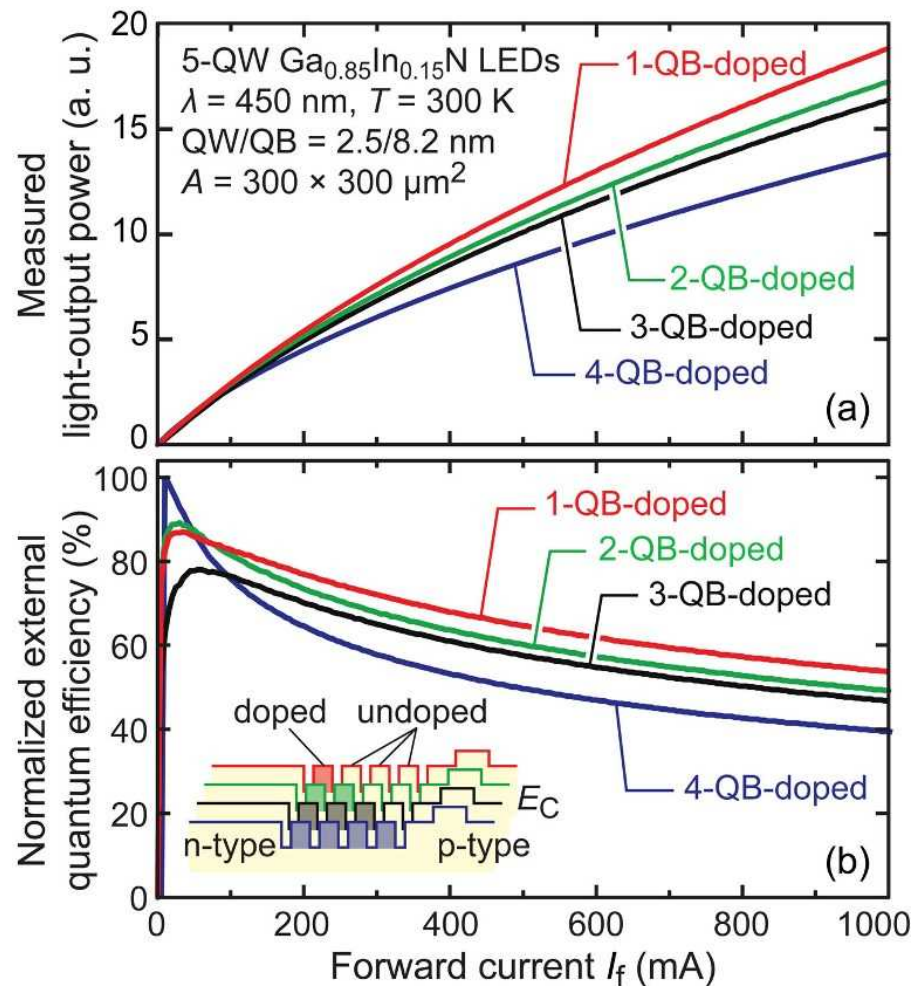 20
15
10
5
0
Measured
light-output power (a. u.)
5-QW Ga0.85In0.15N LEDs
λ = 450 nm, T = 300 K
QW/QB = 2.5/8.2 nm
A = 300 × 300 μm²
1-QB-doped
2-QB-doped
3-QB-doped
4-QB-doped
(a)
100
80
60
40
20
0
Normalized external
quantum efficiency (%)
1-QB-doped
2-QB-doped
3-QB-doped
4-QB-doped
doped
undoped
EC
n-type
p-type
(b)
0
200
400
600
800
1000
Forward current If (mA)